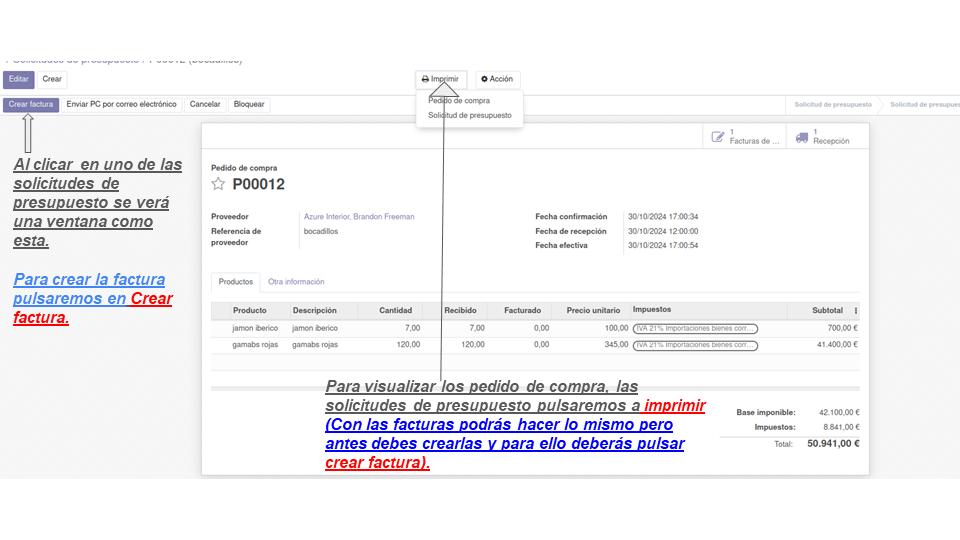 Solicitudes de presupuesto / P00012 (bocadillos)
Editar Crear Imprimir Acción
Pedido de compra
Solicitud de presupuesto
Crear factura Enviar PC por correo electrónico Cancelar Bloquear Solicitud de presupuesto
1 Facturas de ...
1 Recepción
Al clicar en uno de las
solicitudes de
presupuesto se verá
una ventana como
esta.
Para crear la factura
pulsaremos en Crear
factura.
Pedido de compra
P00012
Proveedor Azure Interior, Brandon Freeman
Referencia de
proveedor
bocadillos
Fecha confirmación 30/10/2024 17:00:34
Fecha de recepción 30/10/2024 12:00:00
Fecha efectiva 30/10/2024 17:00:54
Productos Otra información
Producto Descripción Cantidad Recibido Facturado Precio unitario Impuestos Subtotal
jamon iberico jamon iberico 7,00 7,00 0,00 100,00 IVA 21% Importaciones bienes corr... 700,00 €
gamabs rojas gamabs rojas 120,00 120,00 0,00 345,00 IVA 21% Importaciones bienes corr... 41.400,00 €
Para visualizar los pedido de compra, las
solicitudes de presupuesto pulsaremos a imprimir
(Con las facturas podrás hacer lo mismo pero
antes debes crearlas y para ello deberás pulsar
crear factura).
Base imponible: 42.100,00 €
Impuestos: 8.841,00 €
Total: 50.941,00 €